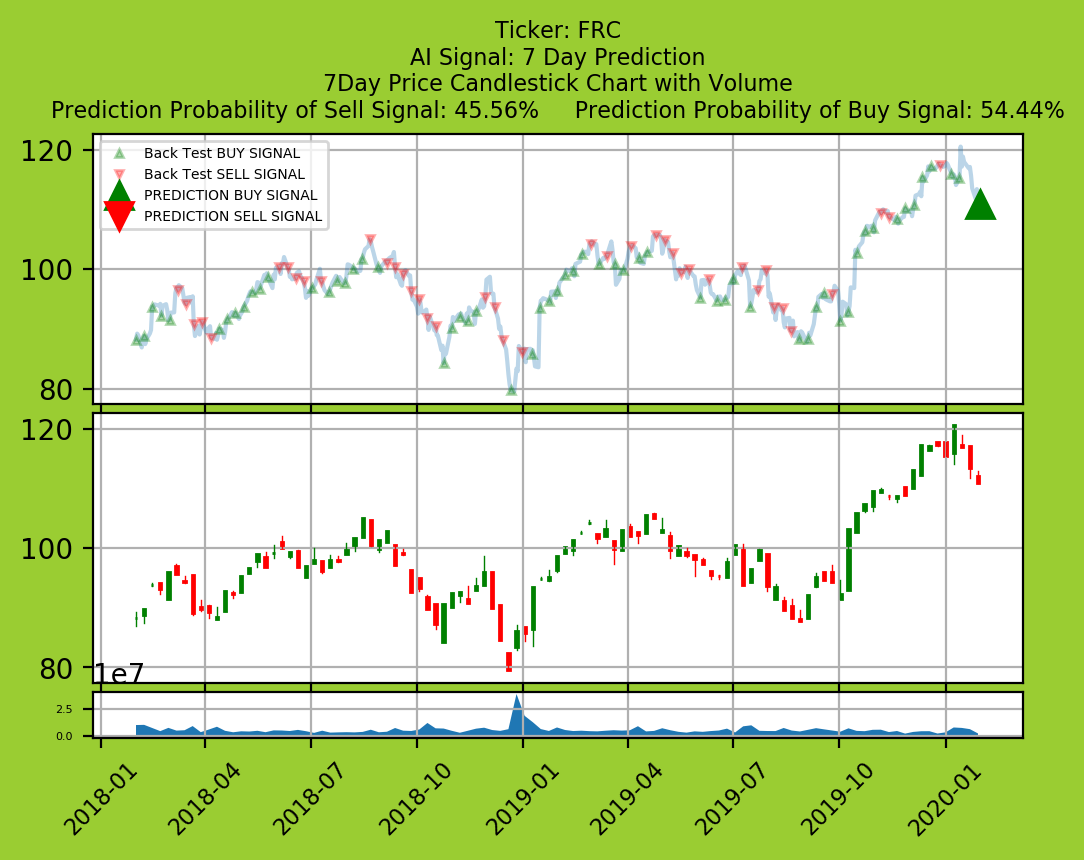 Ticker: FRC
AI Signal: 7 Day Prediction
7Day Price Candlestick Chart with Volume
Prediction Probability of Sell Signal: 45.56%     Prediction Probability of Buy Signal: 54.44%
Back Test BUY SIGNAL
Back Test SELL SIGNAL
PREDICTION BUY SIGNAL
PREDICTION SELL SIGNAL
120
100
80
120
100
80
1e7
2.5
0.0
2018-01
2018-04
2018-07
2018-10
2019-01
2019-04
2019-07
2019-10
2020-01